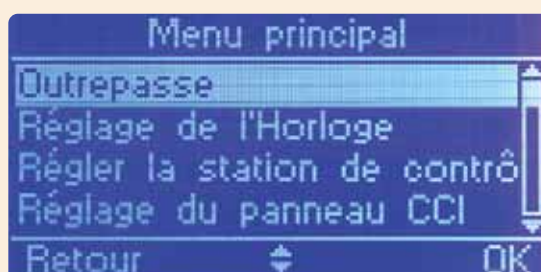 Menu principal
Outrepasse
Réglage de l'Horloge
Régler la station de contrô
Réglage du panneau CCI
Retour OK